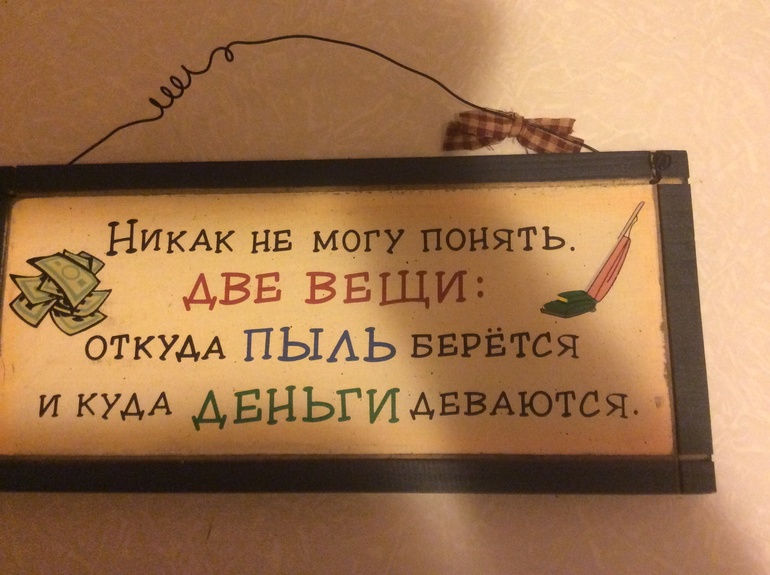 Никак не могу понять.
ДВЕ ВЕЩИ:
откуда ПЫЛЬ берётся
и куда ДЕНЬГИ деваются.